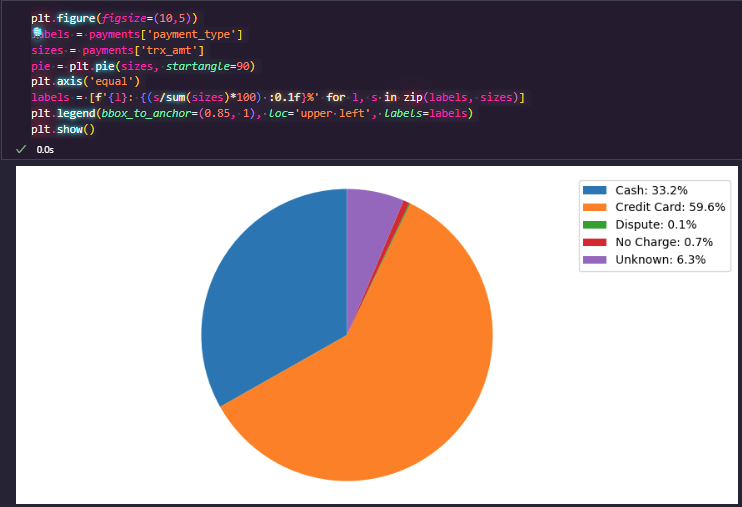 plt.figure(figsize=(10,5))
labels = payments['payment_type']
sizes = payments['trx_amt']
pie = plt.pie(sizes, startangle=90)
plt.axis('equal')
labels = [f'{l}: {(s/sum(sizes)*100) :0.1f}%' for l, s in zip(labels, sizes)]
plt.legend(bbox_to_anchor=(0.85, 1), loc='upper left', labels=labels)
plt.show()
0.0s
Cash: 33.2%
Credit Card: 59.6%
Dispute: 0.1%
No Charge: 0.7%
Unknown: 6.3%